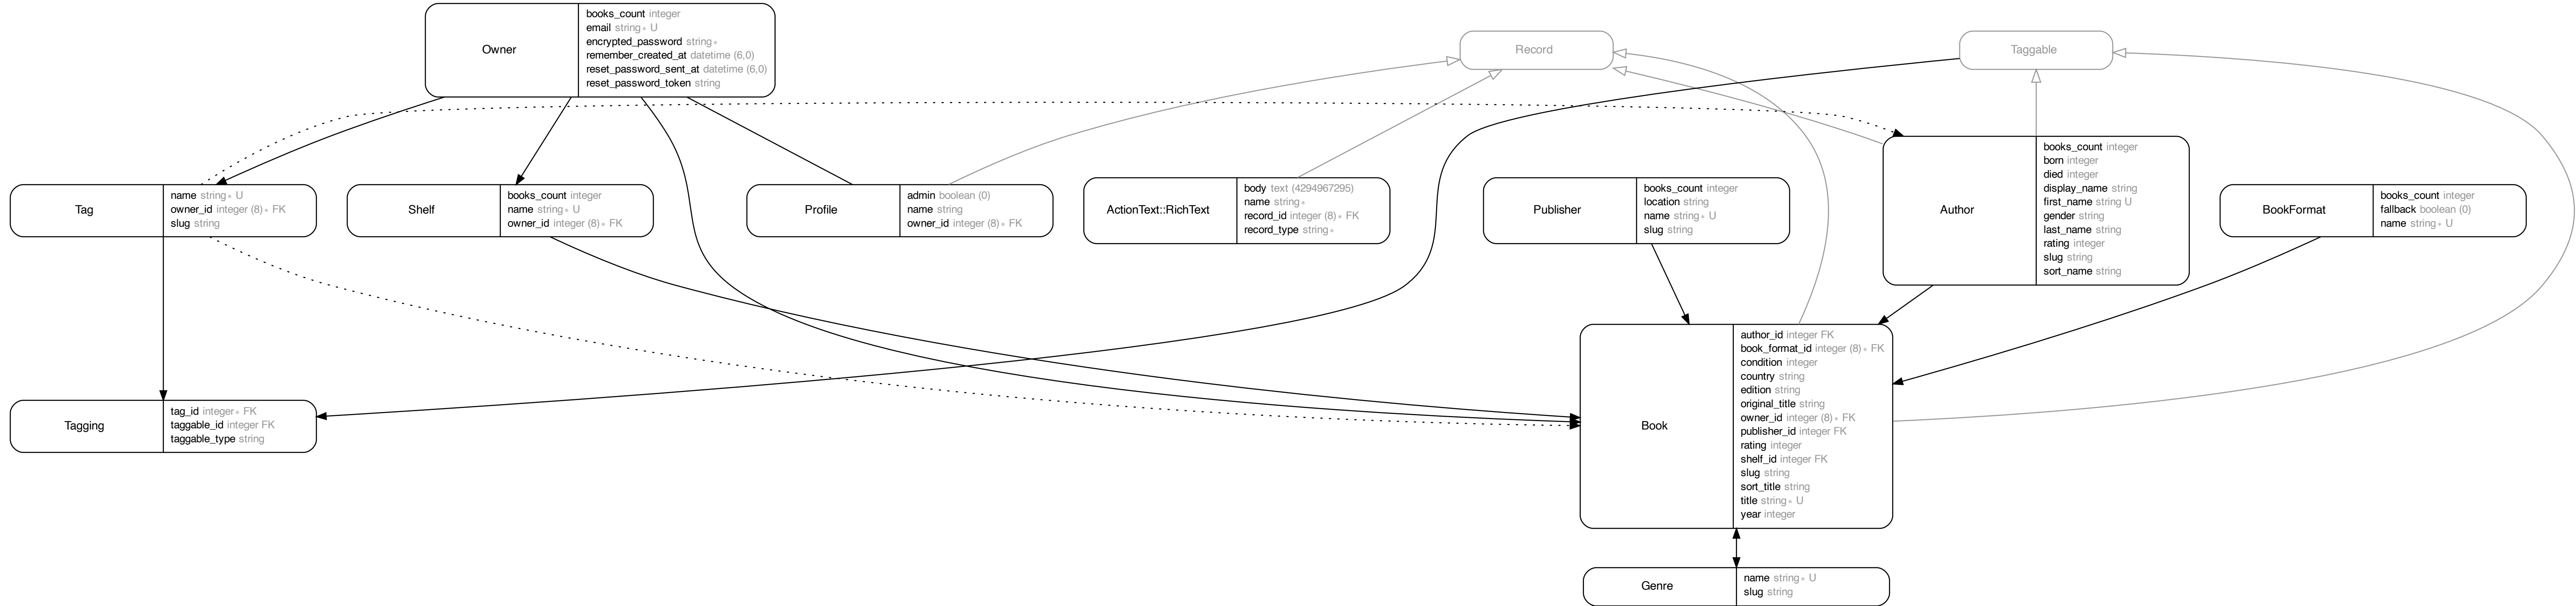 Owner
books_count integer
email string∗ U
encrypted_password string∗
remember_created_at datetime (6,0)
reset_password_sent_at datetime (6,0)
reset_password_token string
Record
Taggable
Tag
name string∗ U
owner_id integer (8)∗ FK
slug string
Shelf
books_count integer
name string∗ U
owner_id integer (8)∗ FK
Profile
admin boolean (0)
name string
owner_id integer (8)∗ FK
ActionText::RichText
body text (4294967295)
name string∗
record_id integer (8)∗ FK
record_type string∗
Publisher
books_count integer
location string
name string∗ U
slug string
Author
books_count integer
born integer
died integer
display_name string
first_name string U
gender string
last_name string
rating integer
slug string
sort_name string
BookFormat
books_count integer
fallback boolean (0)
name string∗ U
Tagging
tag_id integer∗ FK
taggable_id integer FK
taggable_type string
Book
author_id integer FK
book_format_id integer (8)∗ FK
condition integer
country string
edition string
original_title string
owner_id integer (8)∗ FK
publisher_id integer FK
rating integer
shelf_id integer FK
slug string
sort_title string
title string∗ U
year integer
Genre
name string∗ U
slug string